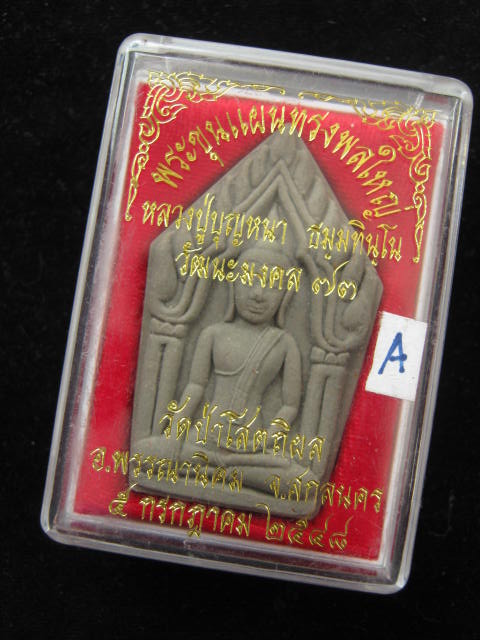 พระขุนแผนทรงพลใหญ่
หลวงปู่บุญหนา ธมฺมทินฺโน
วัฒนะมงคล ๗๓
A
วัดป่าโสตถิผล
อ.พรรณานิคม จ.สกลนคร
๕ กรกฎาคม ๒๕๔๘